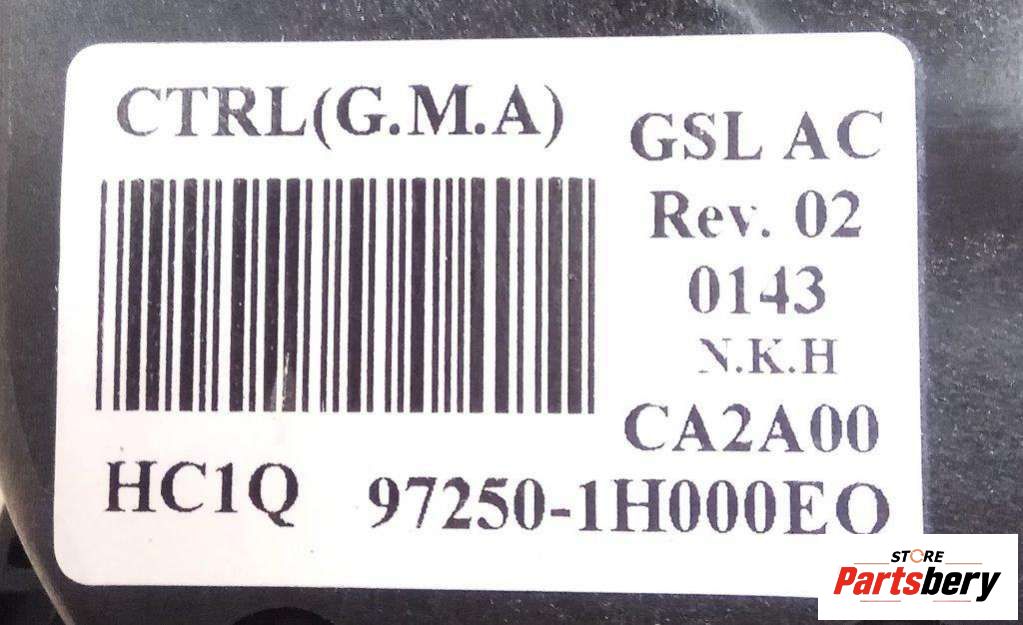 CTRL(G.M.A)
GSL AC
Rev. 02
0143
N.K.H
CA2A00
HC1Q 97250-1H000EO
STORE
Partsbery